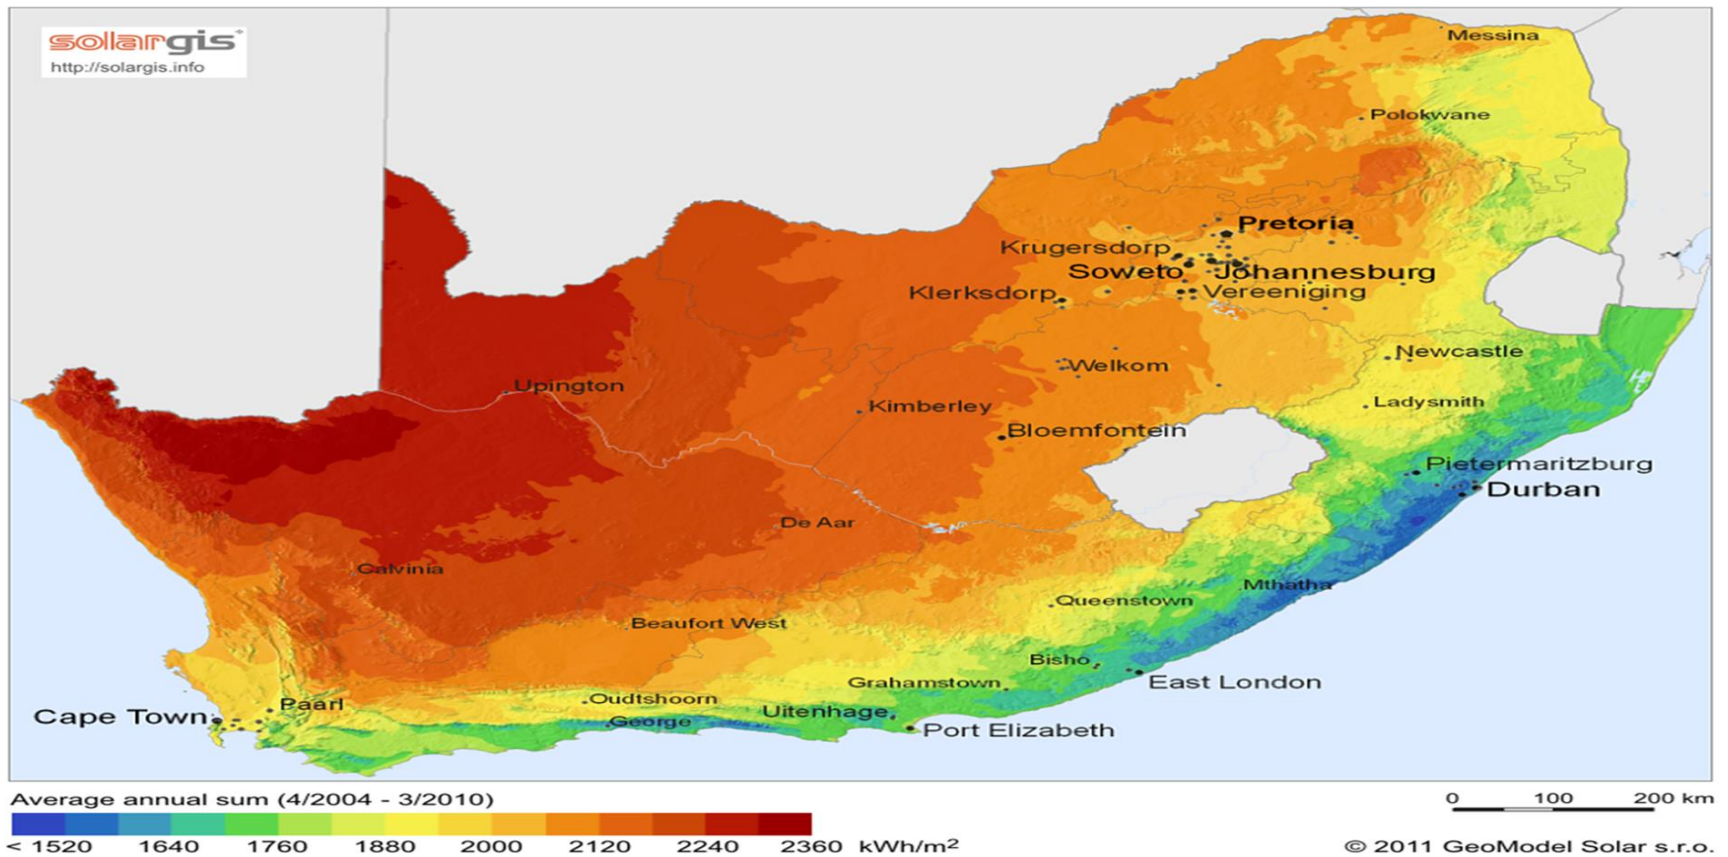 solargis
http://solargis.info
Messina
Polokwane
Pretoria
Krugersdorp
Soweto
Johannesburg
Klerksdorp
Vereeniging
Newcastle
Welkom
Upington
Ladysmith
Kimberley
Bloemfontein
Pietermaritzburg
Durban
De Aar
Calvinia
Mthatha
Queenstown
Beaufort West
Bisho
Grahamstown
East London
Oudtshoorn
Paarl
Uitenhage
Cape Town
George
Port Elizabeth
Average annual sum (4/2004 - 3/2010)
0 100 200 km
< 1520 1640 1760 1880 2000 2120 2240 2360 kWh/m²
© 2011 GeoModel Solar s.r.o.